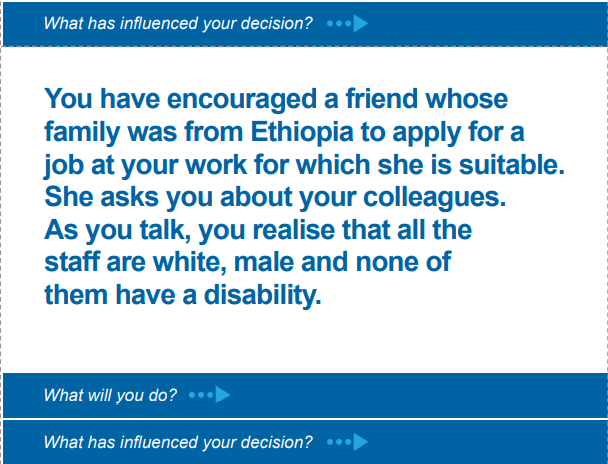 What has influenced your decision?
You have encouraged a friend whose
family was from Ethiopia to apply for a
job at your work for which she is suitable.
She asks you about your colleagues.
As you talk, you realise that all the
staff are white, male and none of
them have a disability.
What will you do?
What has influenced your decision?